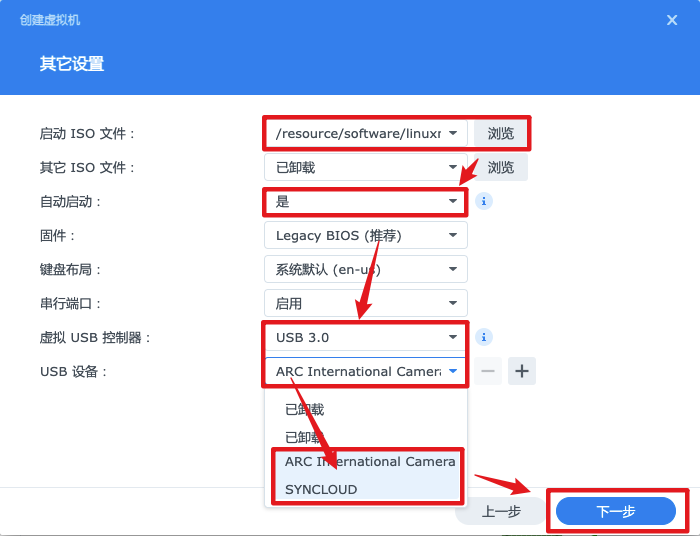 创建虚拟机
其它设置
启动 ISO 文件： /resource/software/linuxr 浏览
其它 ISO 文件： 已卸载 浏览
自动启动： 是
固件： Legacy BIOS (推荐)
键盘布局： 系统默认 (en-us)
串行端口： 启用
虚拟 USB 控制器： USB 3.0
USB 设备： ARC International Camera
已卸载
已卸载
ARC International Camera
SYNCLOUD
上一步 下一步